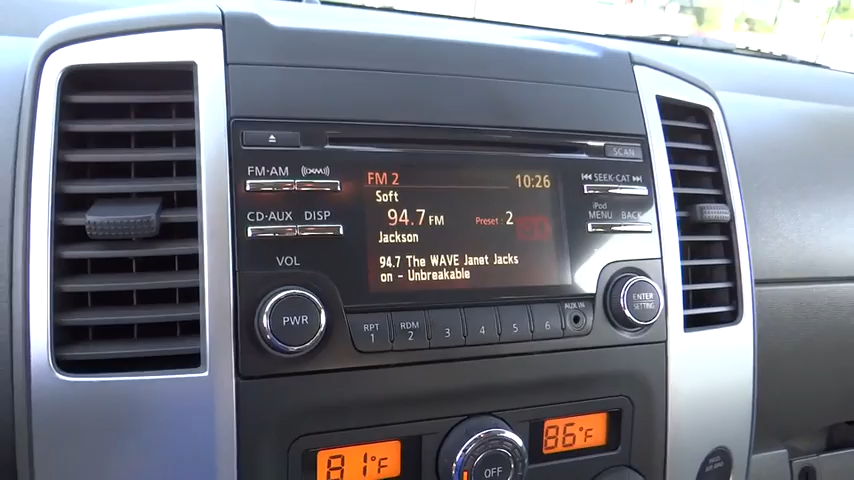 SCAN
FM·AM
CD·AUX DISP
VOL
PWR
FM 2 10:26
Soft
94.7 FM Preset : 2
Jackson
94.7 The WAVE Janet Jacks
on - Unbreakable
SEEK·CAT
iPod
MENU BACK
ENTER
SETTING
RPT
1
RDM
2
3
4
5
6
AUX IN
81°F
OFF
86°F